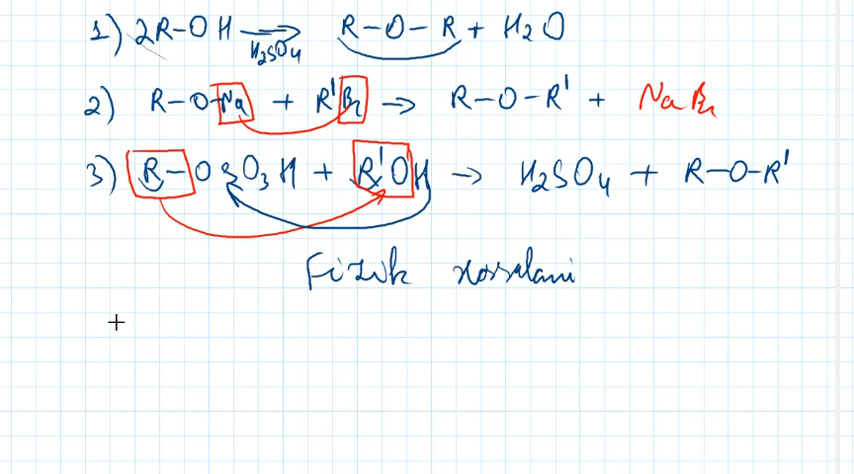 1) 2R-OH → H2SO4 R-O-R + H2O
2) R-O-Na + R'Br → R-O-R' + NaBr
3) R-OSO3H + R'OH → H2SO4 + R-O-R'
Fizik xossalari